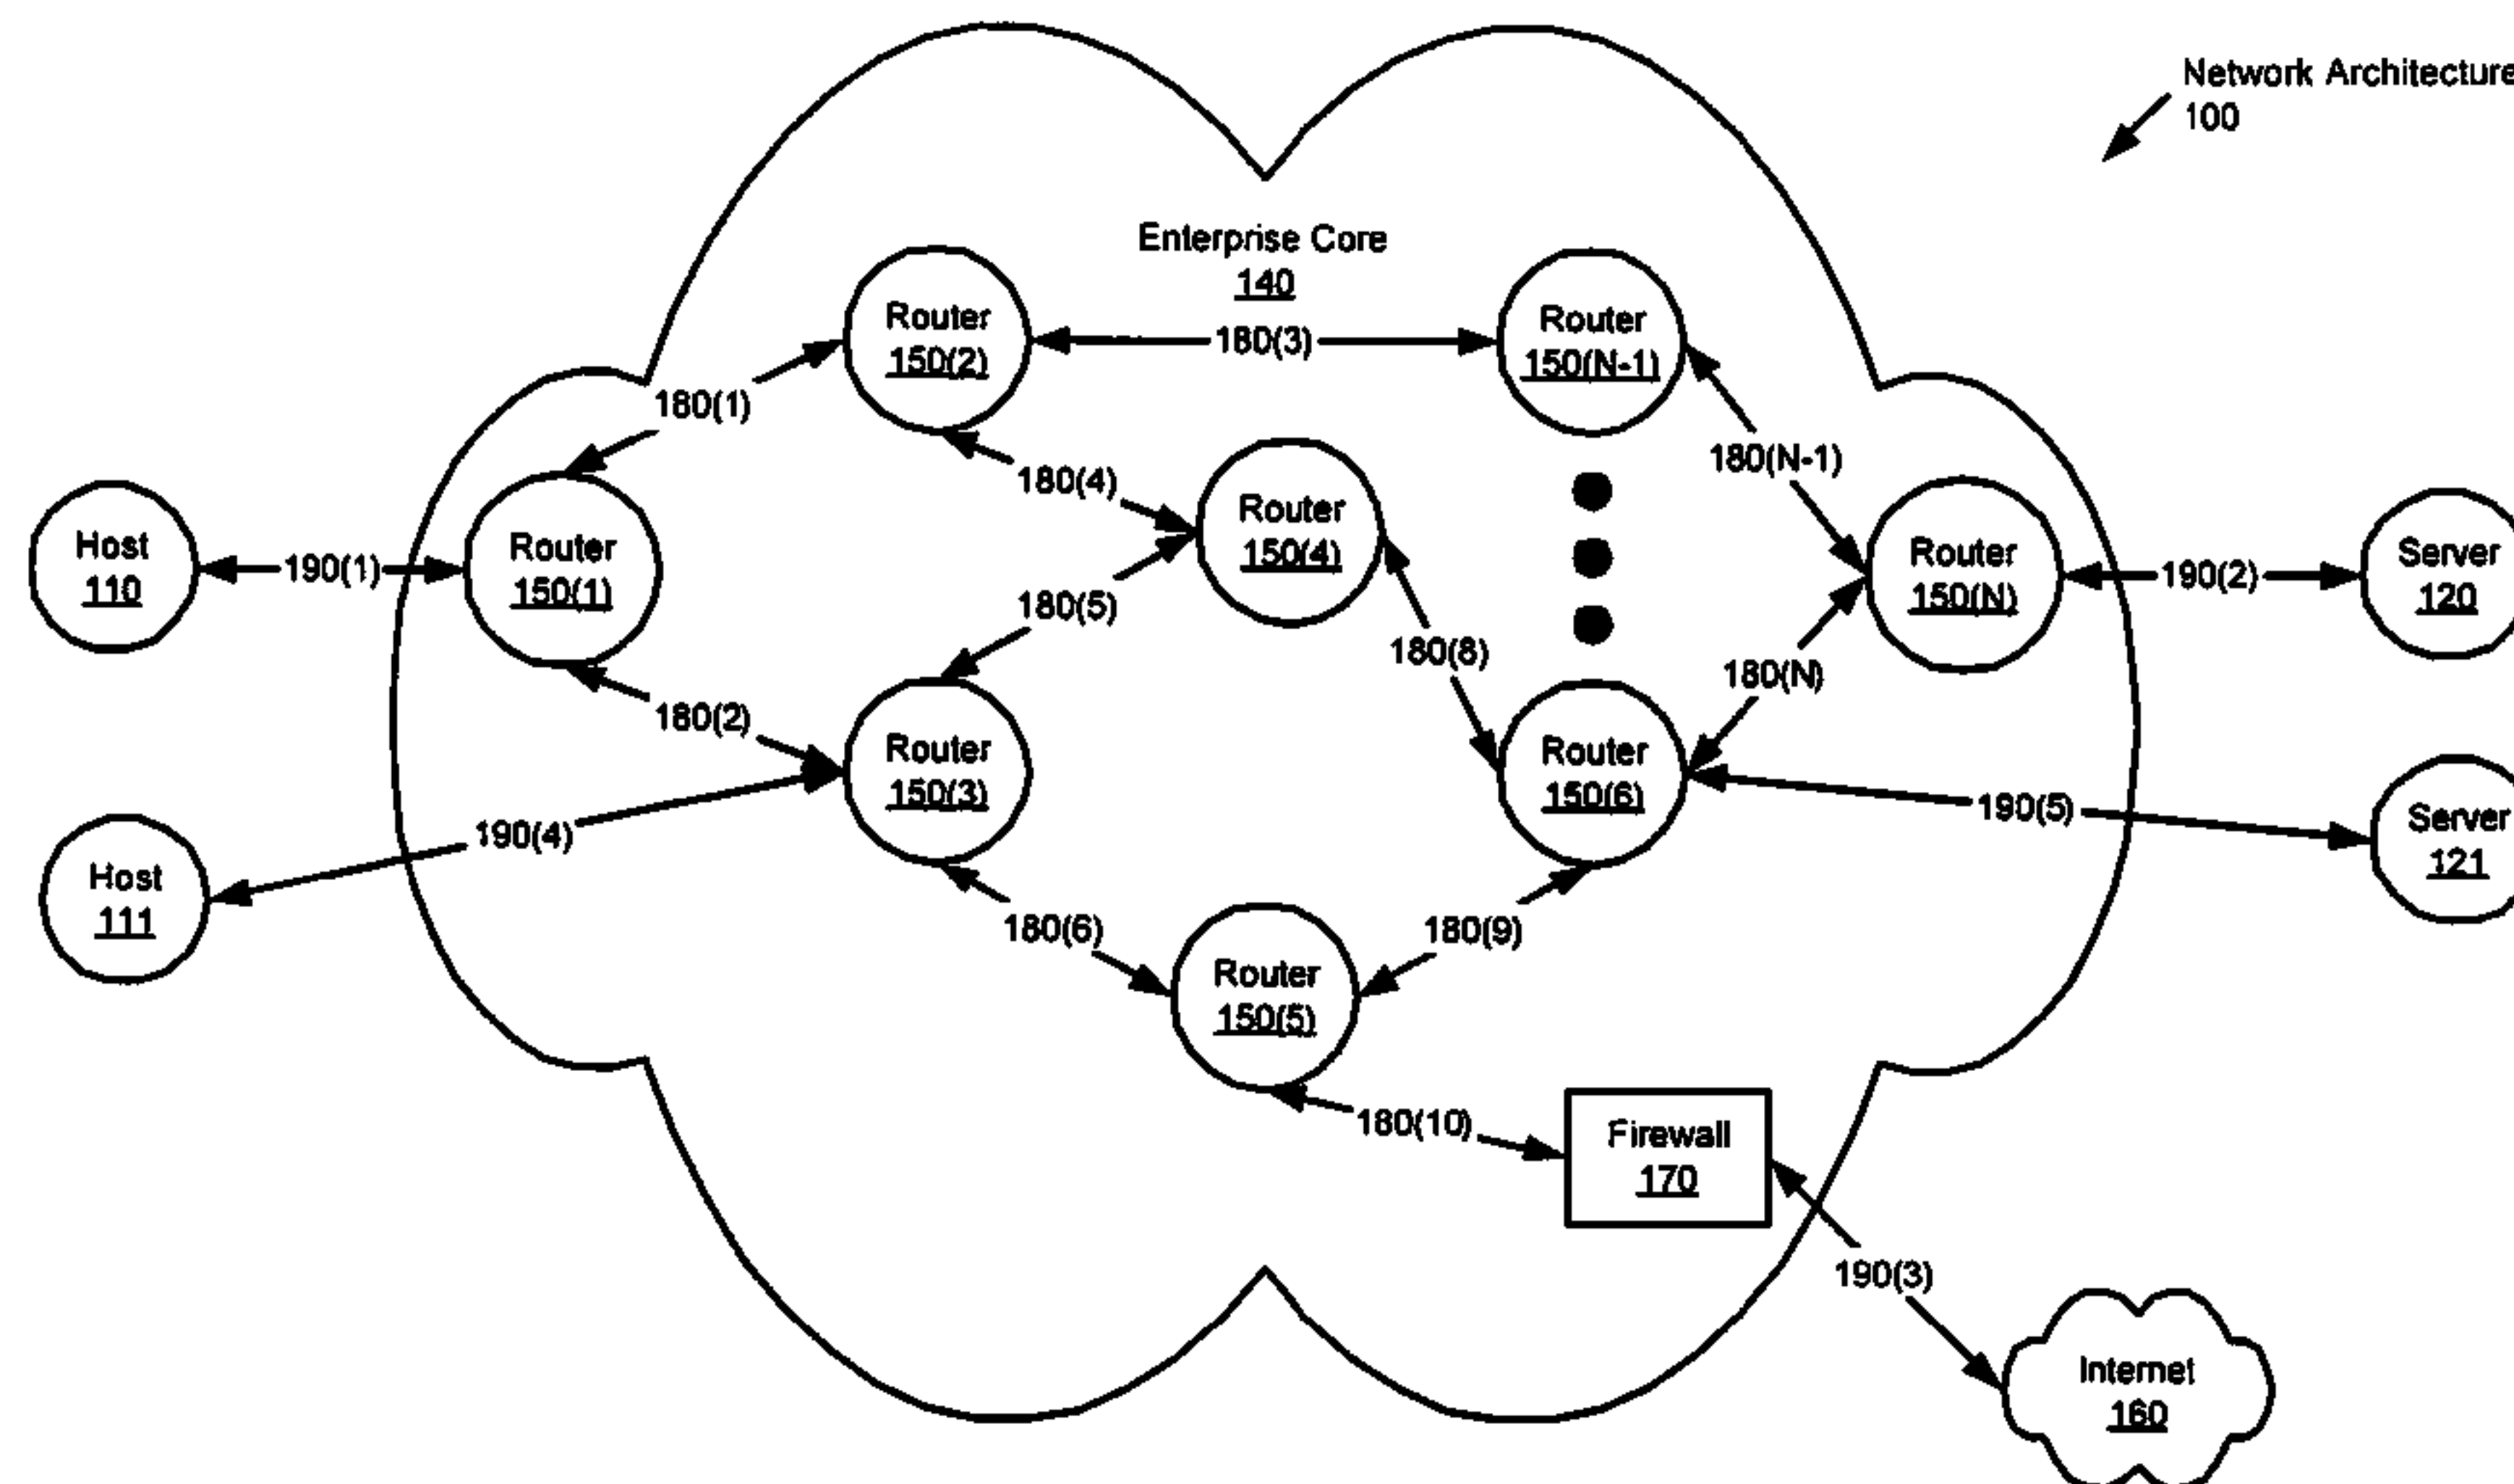 Network Architecture
100
Enterprise Core
140
Router
150(2)
180(3)
Router
150(N-1)
180(1)
180(4)
180(N-1)
Host
110
190(1)
Router
150(1)
Router
150(4)
Router
150(N)
190(2)
Server
120
180(5)
180(8)
180(N)
180(2)
Router
150(3)
Router
150(6)
190(5)
Server
121
190(4)
Host
111
180(6)
180(9)
Router
150(5)
180(10)
Firewall
170
190(3)
Internet
160